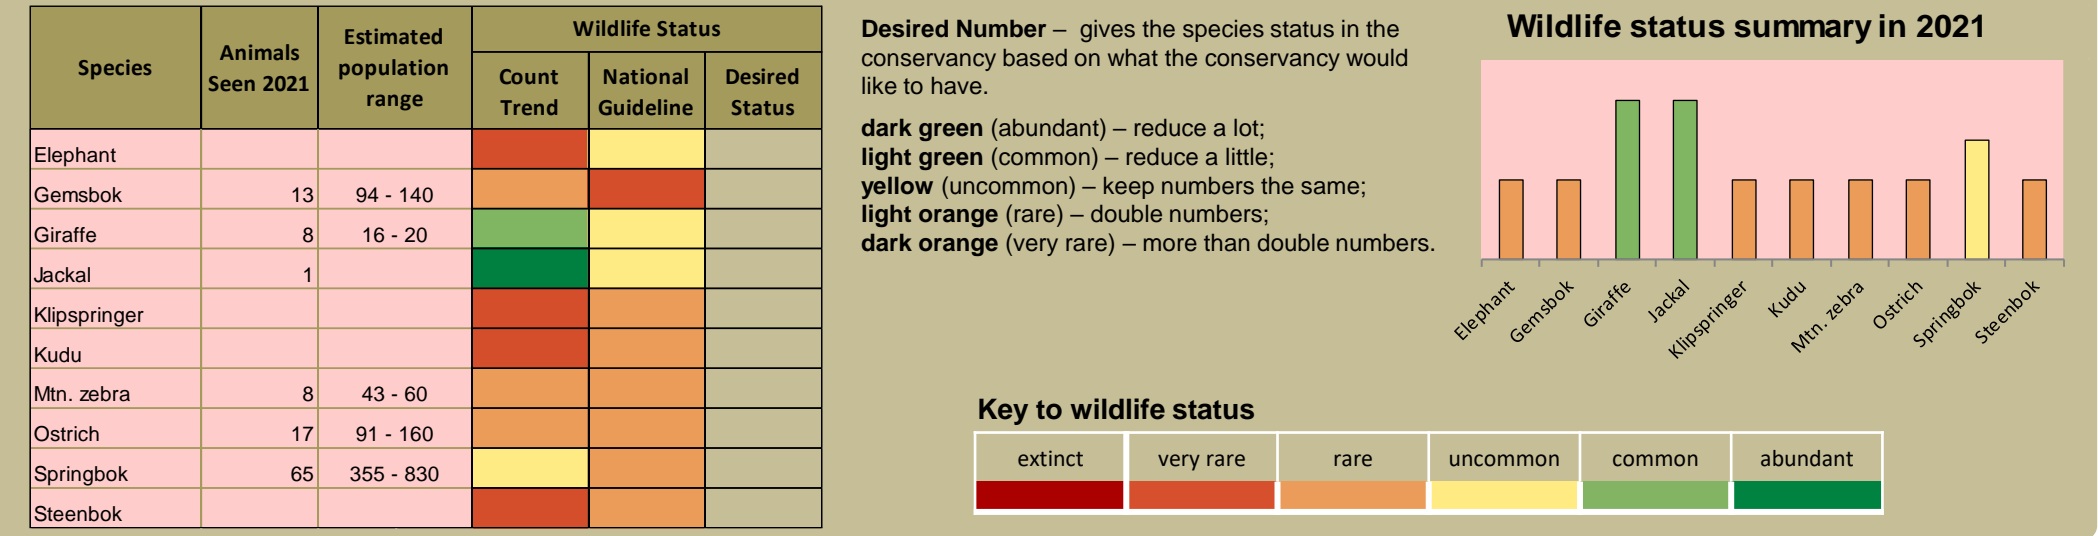 Species
Animals Seen 2021
Estimated population range
Wildlife Status
Count Trend
National Guideline
Desired Status
Elephant
Gemsbok 13 94 - 140
Giraffe 8 16 - 20
Jackal 1
Klipspringer
Kudu
Mtn. zebra 8 43 - 60
Ostrich 17 91 - 160
Springbok 65 355 - 830
Steenbok
Desired Number – gives the species status in the
conservancy based on what the conservancy would
like to have.
dark green (abundant) – reduce a lot;
light green (common) – reduce a little;
yellow (uncommon) – keep numbers the same;
light orange (rare) – double numbers;
dark orange (very rare) – more than double numbers.
Wildlife status summary in 2021
Elephant
Gemsbok
Giraffe
Jackal
Klipspringer
Kudu
Mtn. zebra
Ostrich
Springbok
Steenbok
Key to wildlife status
extinct very rare rare uncommon common abundant